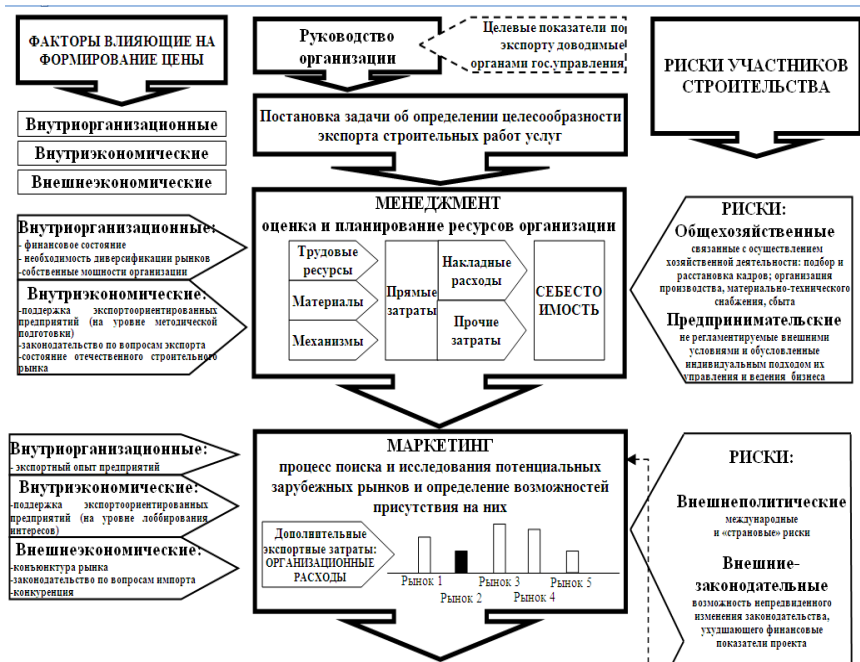 ФАКТОРЫ ВЛИЯЮЩИЕ НА
ФОРМИРОВАНИЕ ЦЕНЫ
Внутриорганизационные
Внутриэкономические
Внешнеэкономические
Руководство
организации
Целевые показатели по
экспорту доводимые
органами гос.управления
Постановка задачи об определении целесообразности
экспорта строительных работ услуг
РИСКИ УЧАСТНИКОВ
СТРОИТЕЛЬСТВА
Внутриорганизационные:
- финансовое состояние
- необходимость диверсификации рынков
-собственные мощности организации
Внутриэкономические:
-поддержка экспортоориентированных
предприятий (на уровне методической
подготовки)
-законодательство по вопросам экспорта
-состояние отечественного строительного
рынка
МЕНЕДЖМЕНТ
оценка и планирование ресурсов организации
Трудовые
ресурсы
Материалы
Механизмы
Прямые
затраты
Накладные
расходы
Прочие
затраты
СЕБЕСТО
ИМОСТЬ
РИСКИ:
Общехозяйственные
связанные с осуществлением
хозяйственной деятельности: подбор и
расстановка кадров; организация
производства, материально-технического
снабжения, сбыта
Предпринимательские
не регламентируемые внешними
условиями и обусловленные
индивидуальным подходом их
управления и ведения бизнеса
Внутриорганизационные:
- экспортный опыт предприятий
Внутриэкономические:
-поддержка экспортоориентированных
предприятий (на уровне лоббирования
интересов)
Внешнеэкономические:
-конъюнктура рынка
-законодательство по вопросам импорта
-конкуренция
МАРКЕТИНГ
процесс поиска и исследования потенциальных
зарубежных рынков и определение возможностей
присутствия на них
Дополнительные
экспортные затраты:
ОРГАНИЗАЦИОННЫЕ
РАСХОДЫ
Рынок 1
Рынок 2
Рынок 3
Рынок 4
Рынок 5
РИСКИ:
Внешнеполитические
международные
и «страновые» риски
Внешние-
законодательные
возможность непредвиденного
изменения законодательства,
ухудшающего финансовые
показатели проекта